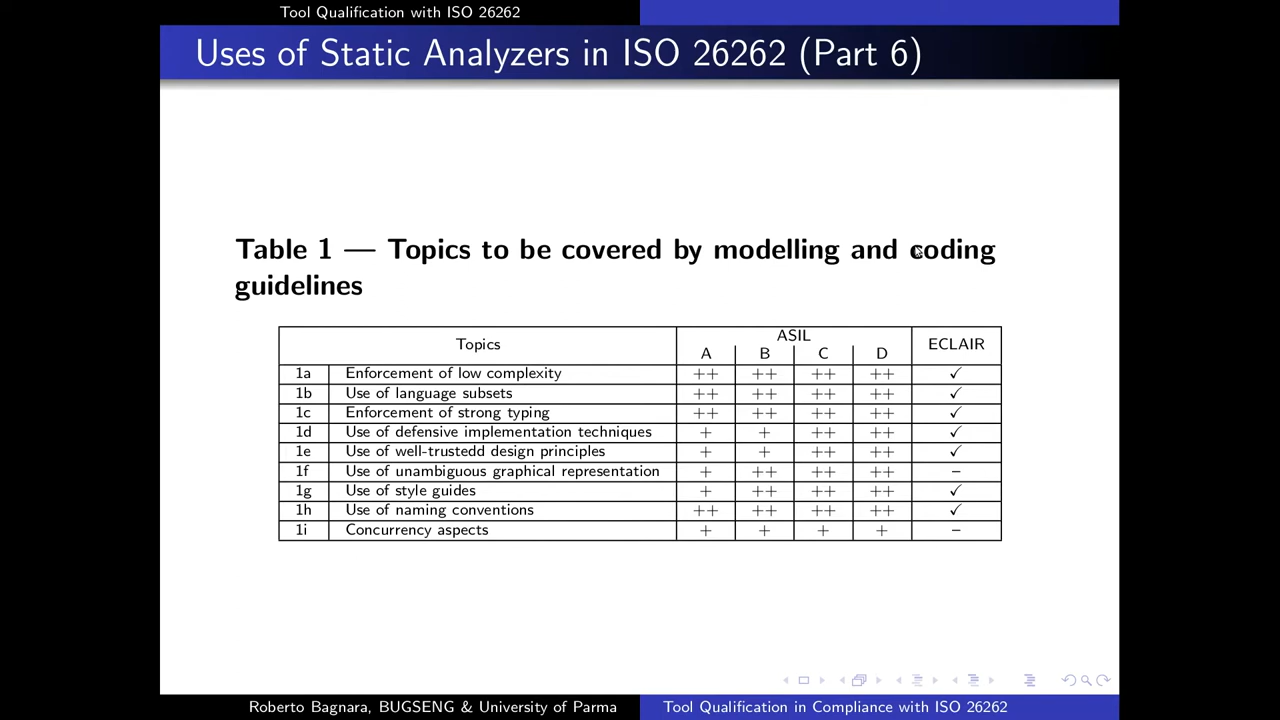 Tool Qualification with ISO 26262
Uses of Static Analyzers in ISO 26262 (Part 6)
Table 1 — Topics to be covered by modelling and coding
guidelines
Topics ASIL ECLAIR
A B C D
1a Enforcement of low complexity ++ ++ ++ ++ ✓
1b Use of language subsets ++ ++ ++ ++ ✓
1c Enforcement of strong typing ++ ++ ++ ++ ✓
1d Use of defensive implementation techniques + + ++ ++ ✓
1e Use of well-trustedd design principles + + ++ ++ ✓
1f Use of unambiguous graphical representation + ++ ++ ++ –
1g Use of style guides + ++ ++ ++ ✓
1h Use of naming conventions ++ ++ ++ ++ ✓
1i Concurrency aspects + + + + –
Roberto Bagnara, BUGSENG & University of Parma Tool Qualification in Compliance with ISO 26262